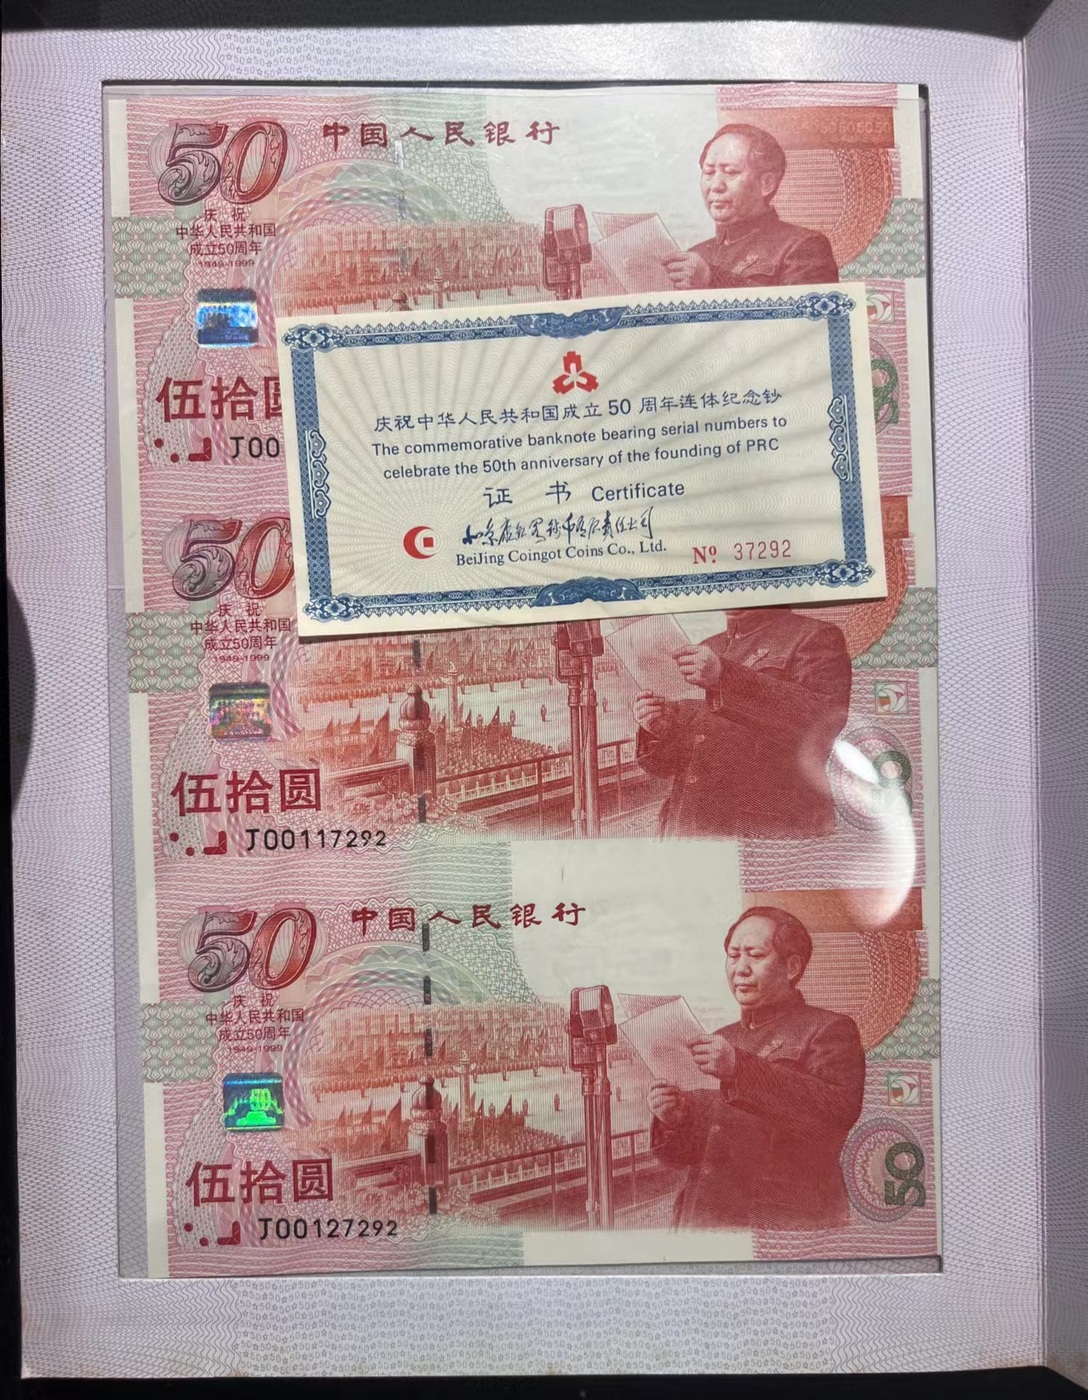 50
中国人民银行
庆祝
中华人民共和国
成立50周年
1949-1999
伍拾圆
J00
庆祝中华人民共和国成立50周年连体纪念钞
The commemorative banknote bearing serial numbers to
celebrate the 50th anniversary of the founding of PRC
证 书 Certificate
BeiJing Coingot Coins Co., Ltd.
Nº 37292
50
庆祝
中华人民共和国
成立50周年
1949-1999
伍拾圆
J00117292
50
中国人民银行
庆祝
中华人民共和国
成立50周年
1949-1999
伍拾圆
J00127292
50